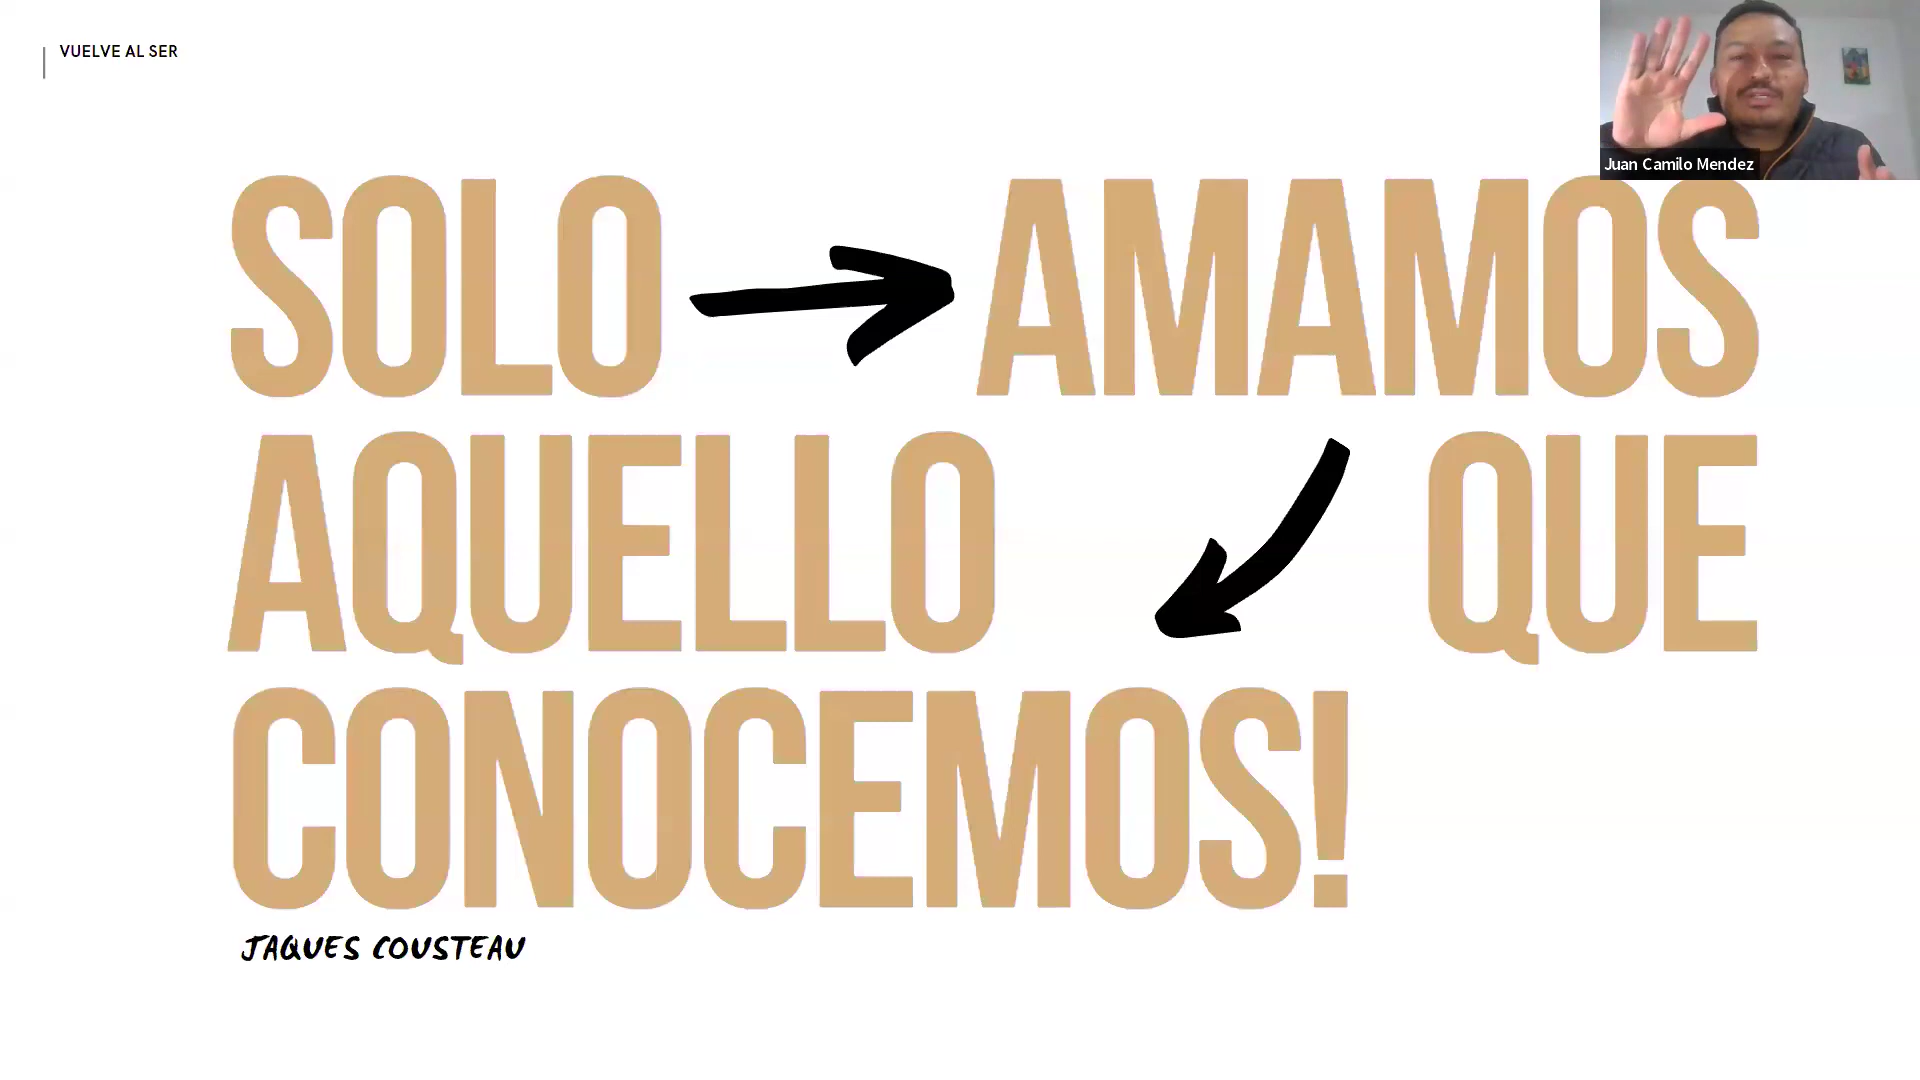 VUELVE AL SER
Juan Camilo Mendez
SOLO AMAMOS
AQUELLO QUE
CONOCEMOS!
JAQUES COUSTEAU